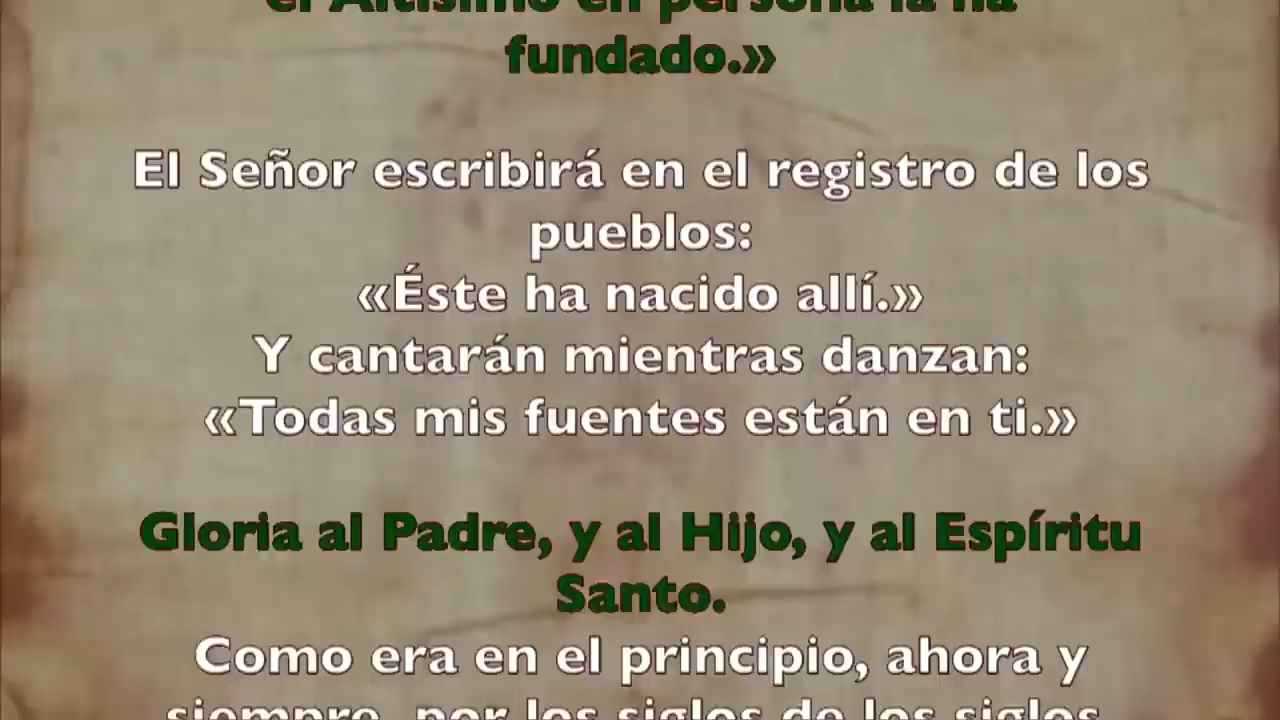 el Altísimo en persona la ha
fundado.»
El Señor escribirá en el registro de los
pueblos:
«Éste ha nacido allí.»
Y cantarán mientras danzan:
«Todas mis fuentes están en ti.»
Gloria al Padre, y al Hijo, y al Espíritu
Santo.
Como era en el principio, ahora y
siempre, por los siglos de los siglos.